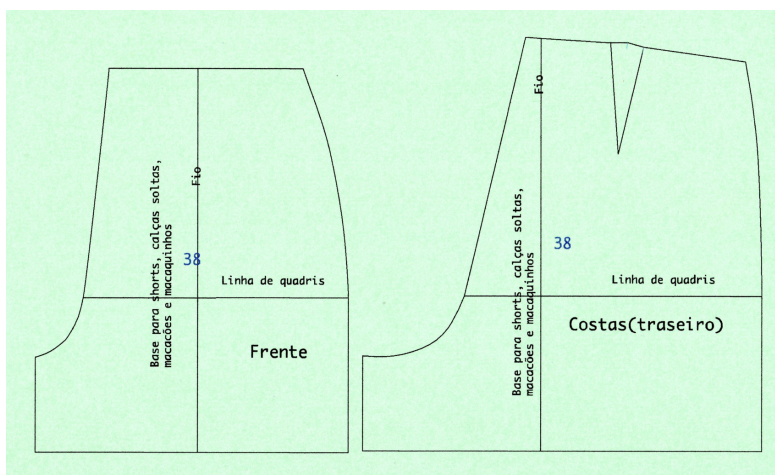 Fio
Base para shorts, calças soltas,
macacões e macaquinhos
38
Linha de quadris
Frente
Fio
Base para shorts, calças soltas,
macacões e macaquinhos
38
Linha de quadris
Costas(traseiro)